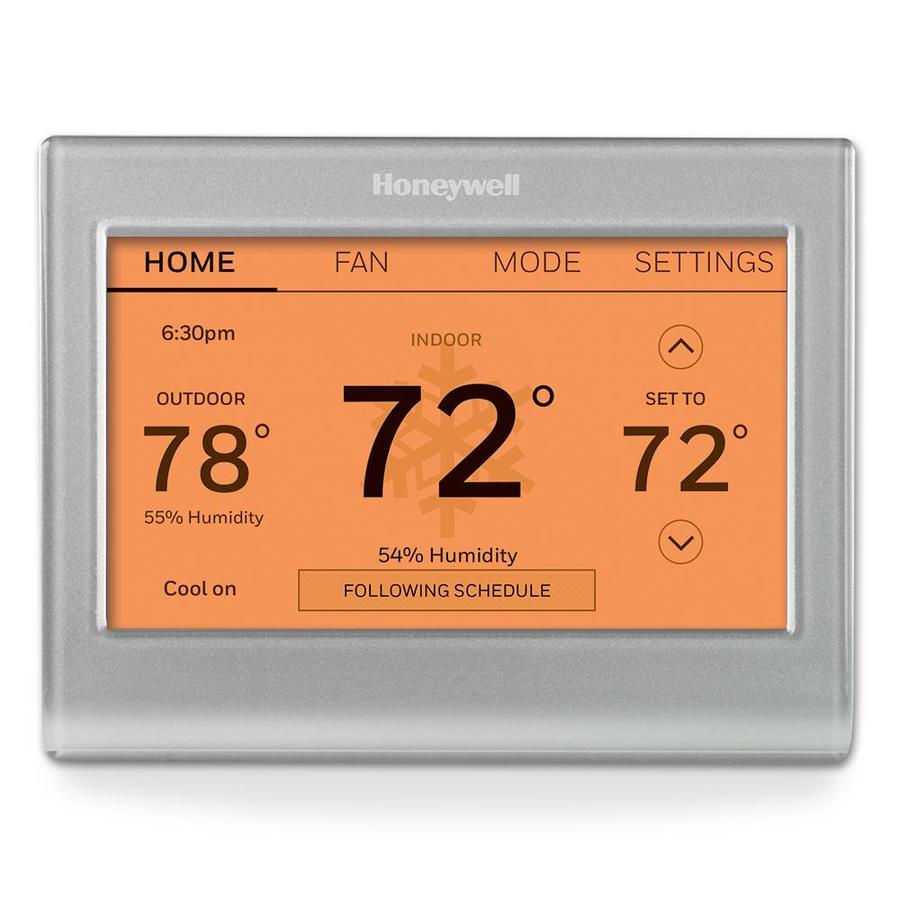 Honeywell
HOME FAN MODE SETTINGS
6:30pm
OUTDOOR
78°
55% Humidity
Cool on
INDOOR
72°
54% Humidity
FOLLOWING SCHEDULE
SET TO
72°